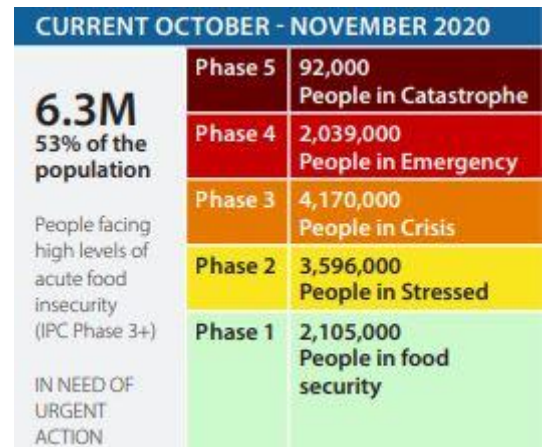 CURRENT OCTOBER - NOVEMBER 2020
6.3M
53% of the
population
People facing
high levels of
acute food
insecurity
(IPC Phase 3+)
IN NEED OF
URGENT
ACTION
Phase 5
92,000
People in Catastrophe
Phase 4
2,039,000
People in Emergency
Phase 3
4,170,000
People in Crisis
Phase 2
3,596,000
People in Stressed
Phase 1
2,105,000
People in food
security